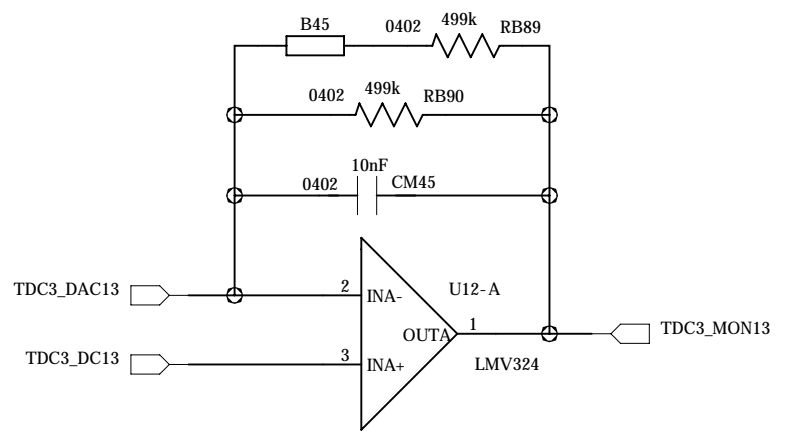 B45 0402 499k RB89
0402 499k RB90
10nF
0402 CM45
TDC3_DAC13 2 INA- U12-A
OUTA 1 TDC3_MON13
TDC3_DC13 3 INA+ LMV324